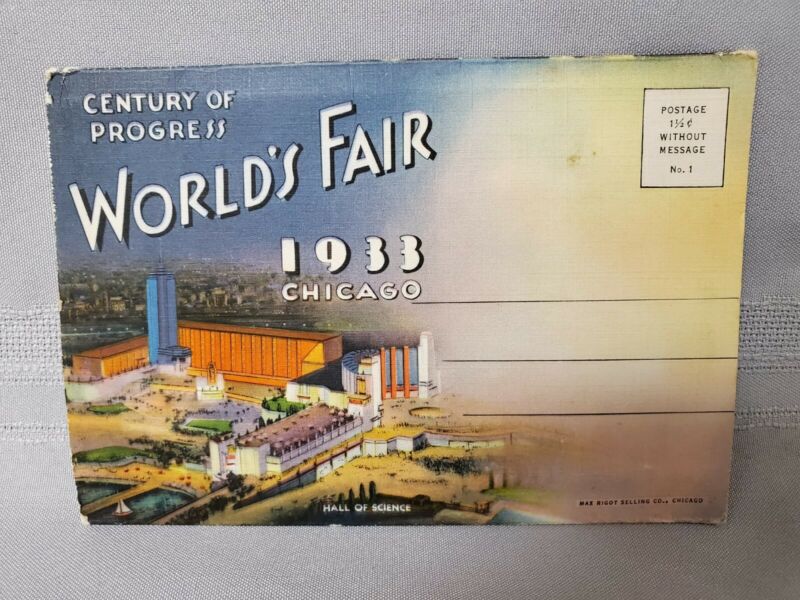 CENTURY OF
PROGRESS
WORLD'S FAIR
1933
CHICAGO
POSTAGE
1½ ¢
WITHOUT
MESSAGE
No. 1
HALL OF SCIENCE
MAX RIGOT SELLING CO., CHICAGO